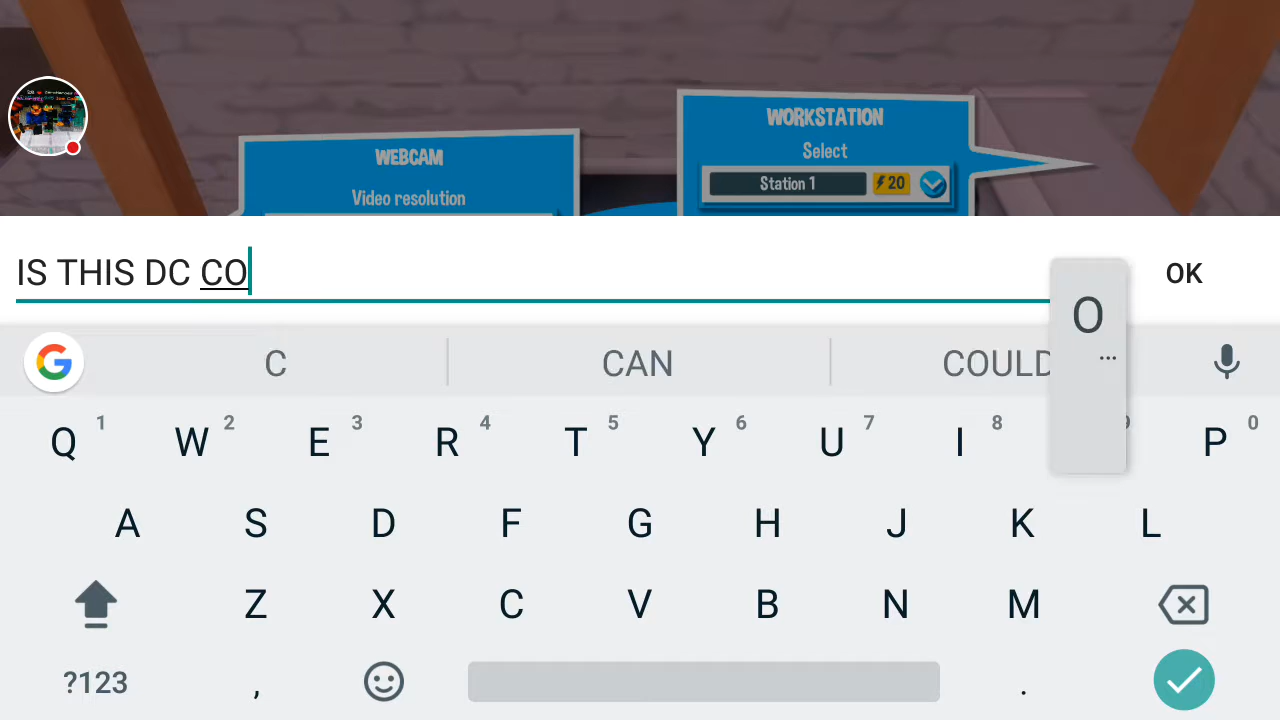 WEBCAM
Video resolution
WORKSTATION
Select
Station 1
20
IS THIS DC CO
OK
O
...
C
CAN
COULD
Q 1 W 2 E 3 R 4 T 5 Y 6 U 7 I 8 9 P 0
A S D F G H J K L
Z X C V B N M
?123 , .